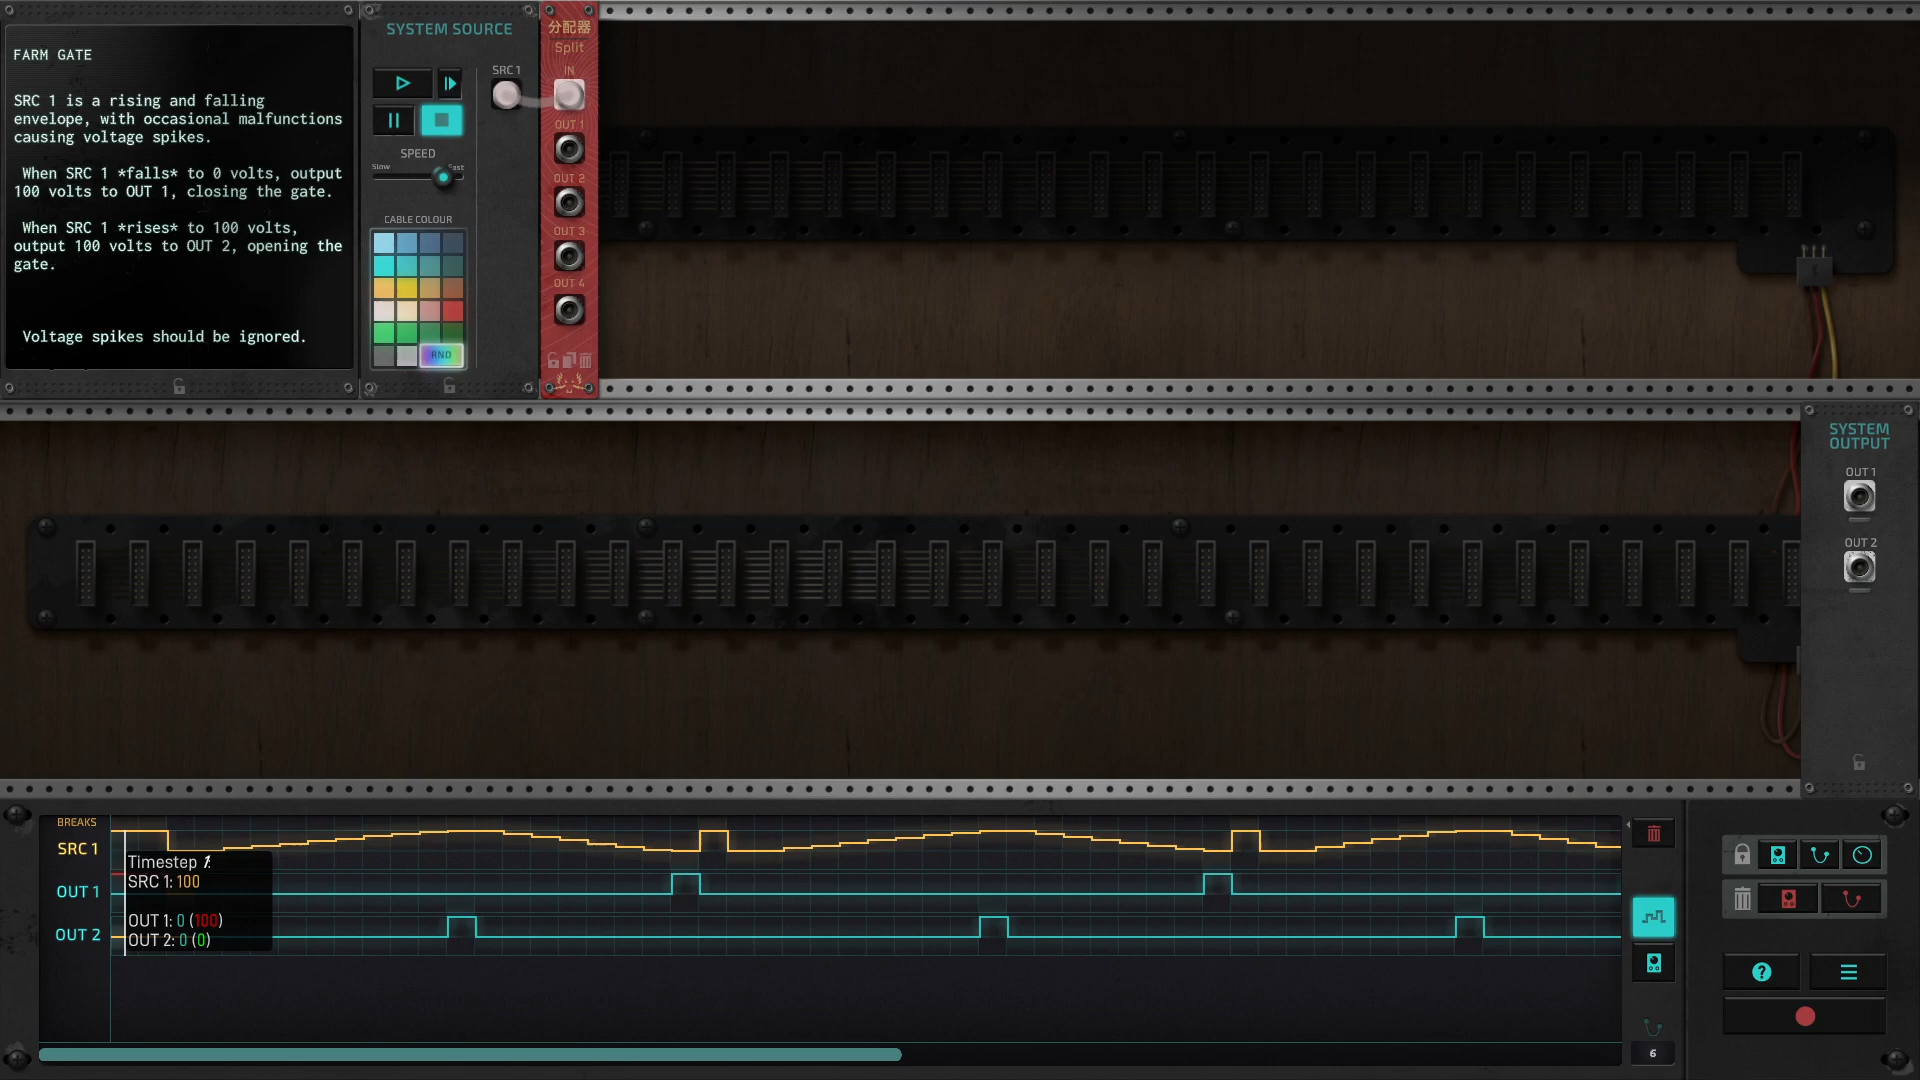 FARM GATE
SRC 1 is a rising and falling
envelope, with occasional malfunctions
causing voltage spikes.
When SRC 1 *falls* to 0 volts, output
100 volts to OUT 1, closing the gate.
When SRC 1 *rises* to 100 volts,
output 100 volts to OUT 2, opening the
gate.
Voltage spikes should be ignored.
SYSTEM SOURCE
SRC 1
SPEED
Slow
Fast
CABLE COLOUR
RND
分配器
Split
IN
OUT 1
OUT 2
OUT 3
OUT 4
SYSTEM
OUTPUT
OUT 1
OUT 2
BREAKS
SRC 1
OUT 1
OUT 2
Timestep 1
SRC 1: 100
OUT 1: 0 (100)
OUT 2: 0 (0)
?
6